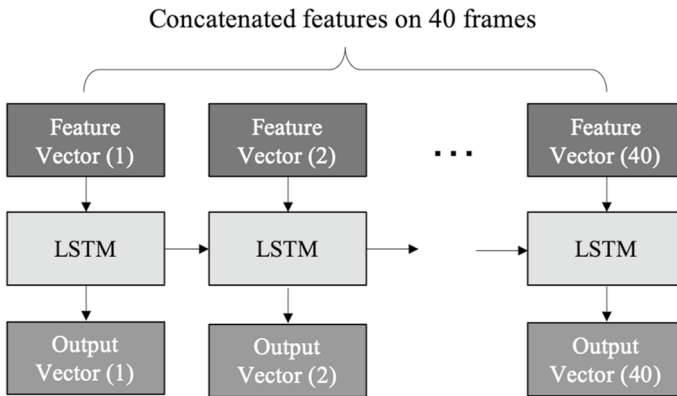 Concatenated features on 40 frames
Feature
Vector (1)
Feature
Vector (2)
...
Feature
Vector (40)
LSTM
LSTM
LSTM
Output
Vector (1)
Output
Vector (2)
Output
Vector (40)